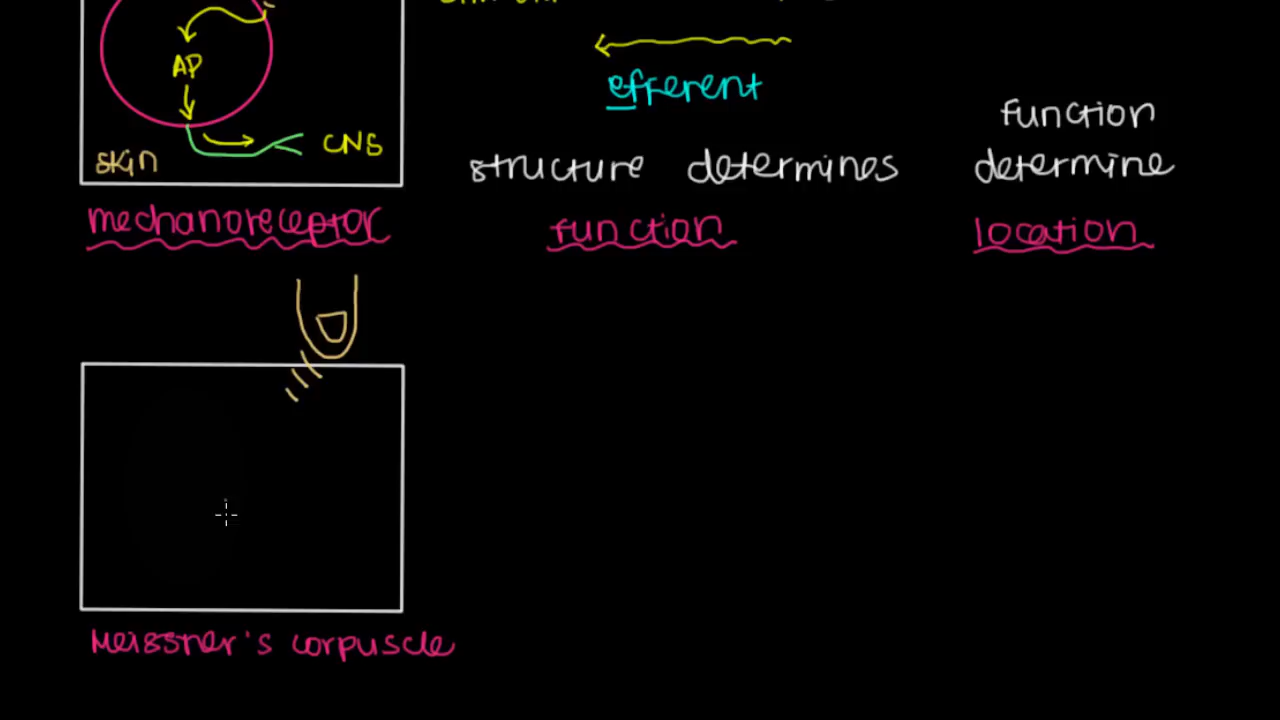 AP
CNS
skin
efferent
function
structure determines
determine
mechanoreceptor
function
location
Meissner's corpuscle